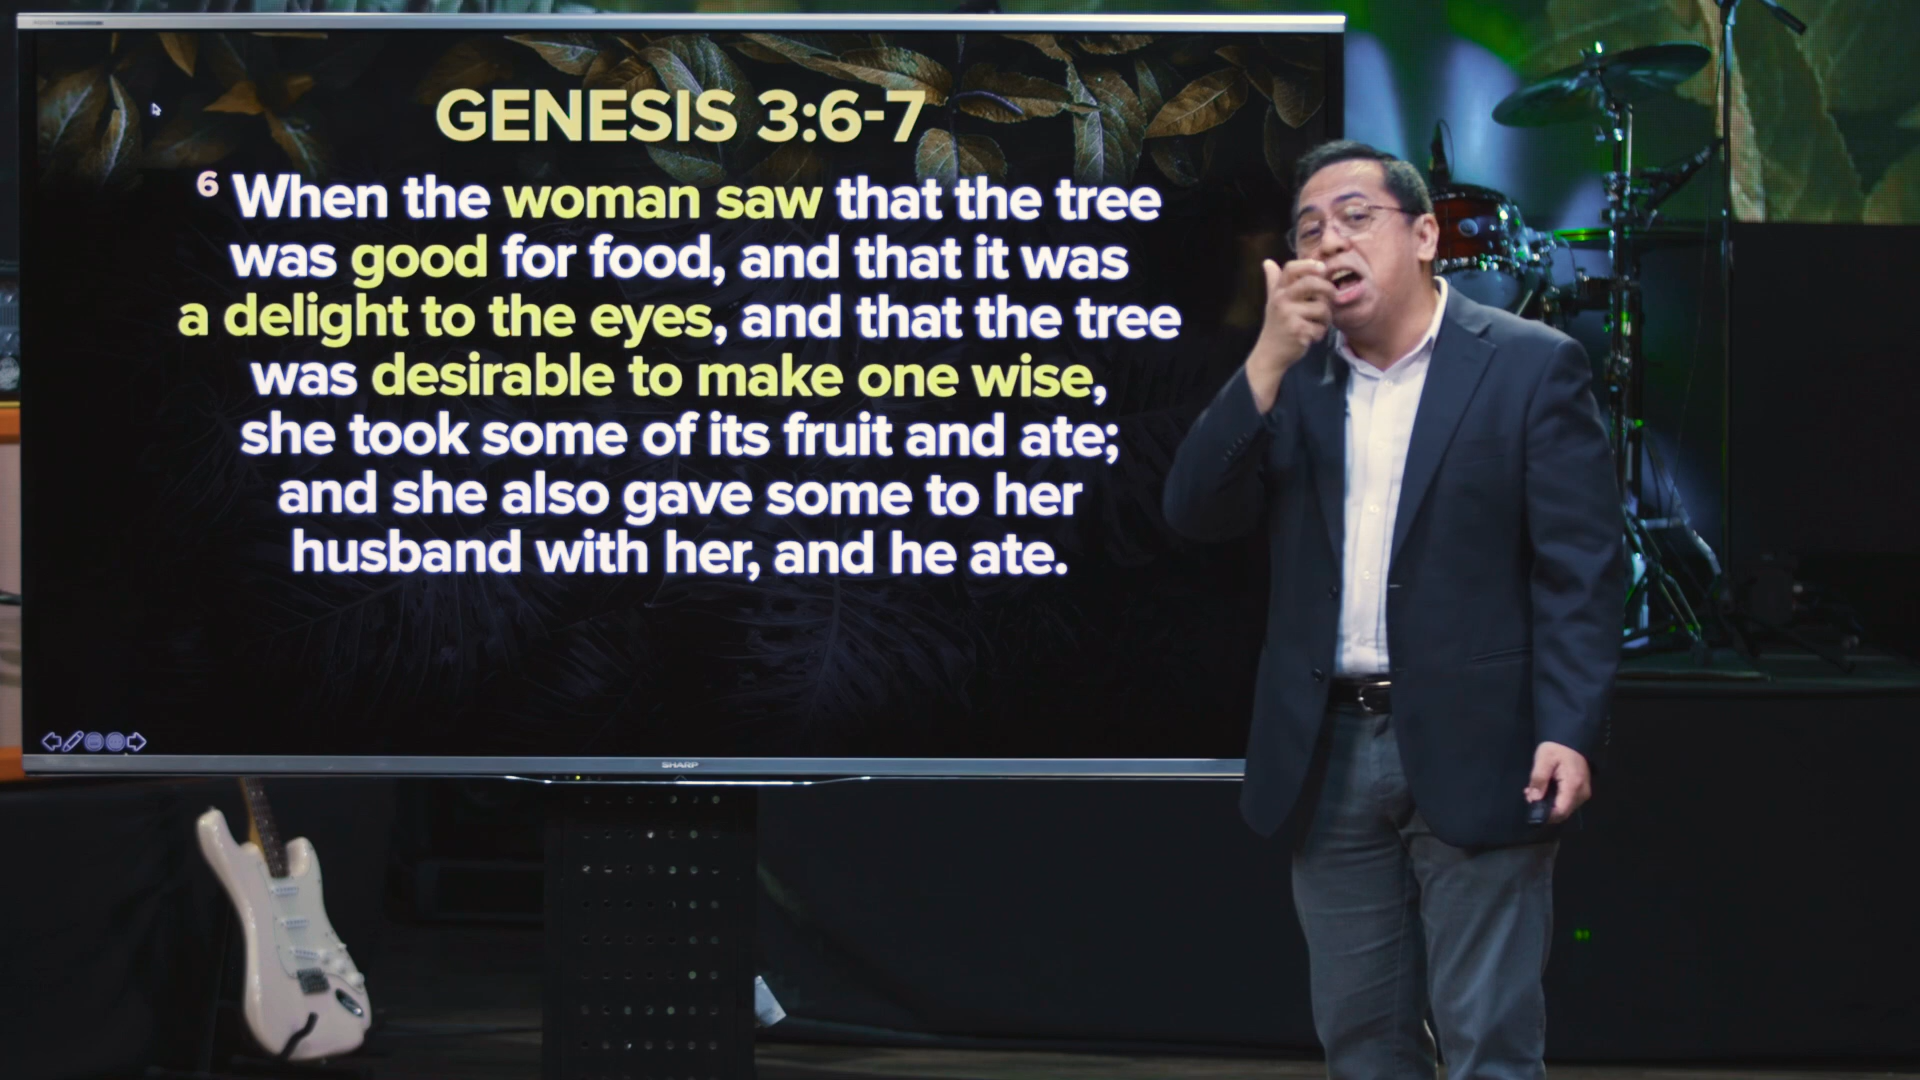 GENESIS 3:6-7
6 When the woman saw that the tree
was good for food, and that it was
a delight to the eyes, and that the tree
was desirable to make one wise,
she took some of its fruit and ate;
and she also gave some to her
husband with her, and he ate.
SHARP